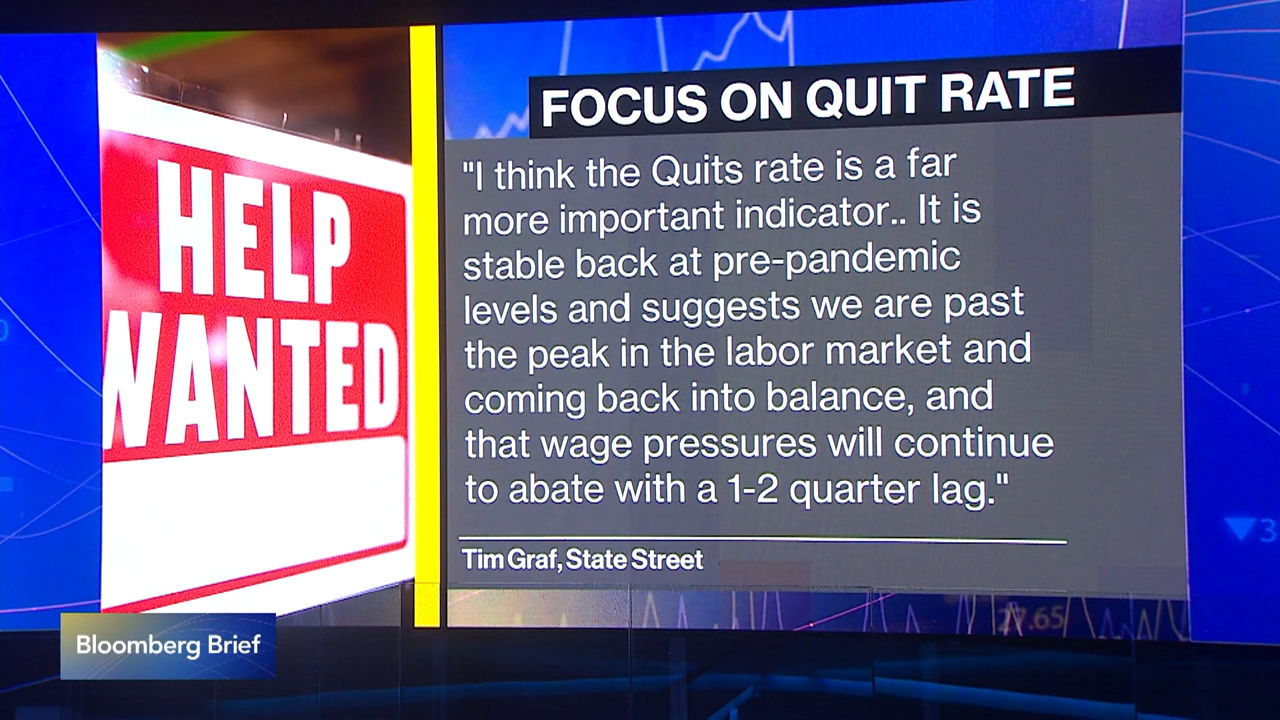 HELP
WANTED
FOCUS ON QUIT RATE
"I think the Quits rate is a far
more important indicator.. It is
stable back at pre-pandemic
levels and suggests we are past
the peak in the labor market and
coming back into balance, and
that wage pressures will continue
to abate with a 1-2 quarter lag."
Tim Graf, State Street
27.65
Bloomberg Brief